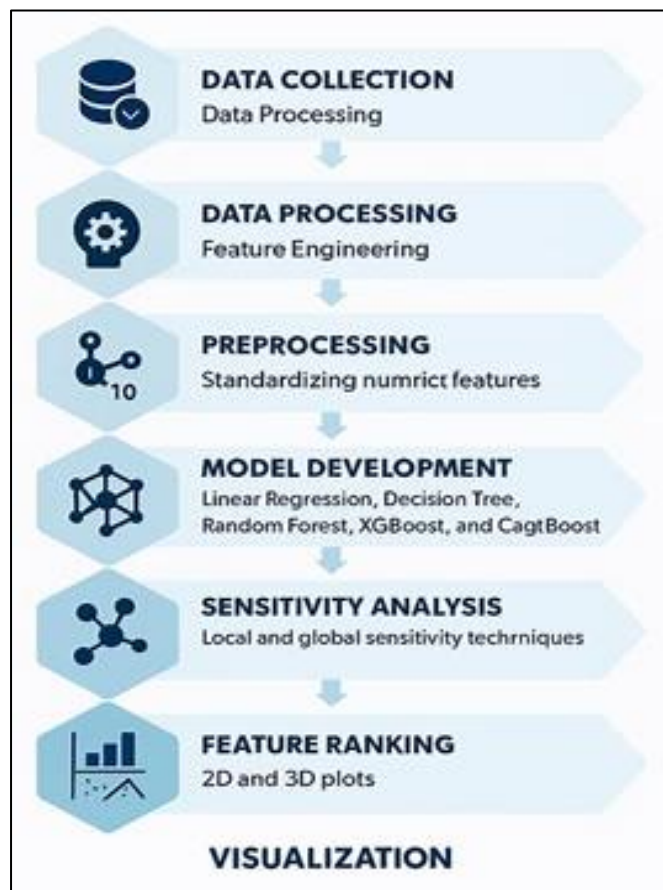 DATA COLLECTION
Data Processing
DATA PROCESSING
Feature Engineering
PREPROCESSING
Standardizing numrict features
10
MODEL DEVELOPMENT
Linear Regression, Decision Tree,
Random Forest, XGBoost, and CagtBoost
SENSITIVITY ANALYSIS
Local and global sensitivity techrniques
FEATURE RANKING
2D and 3D plots
VISUALIZATION